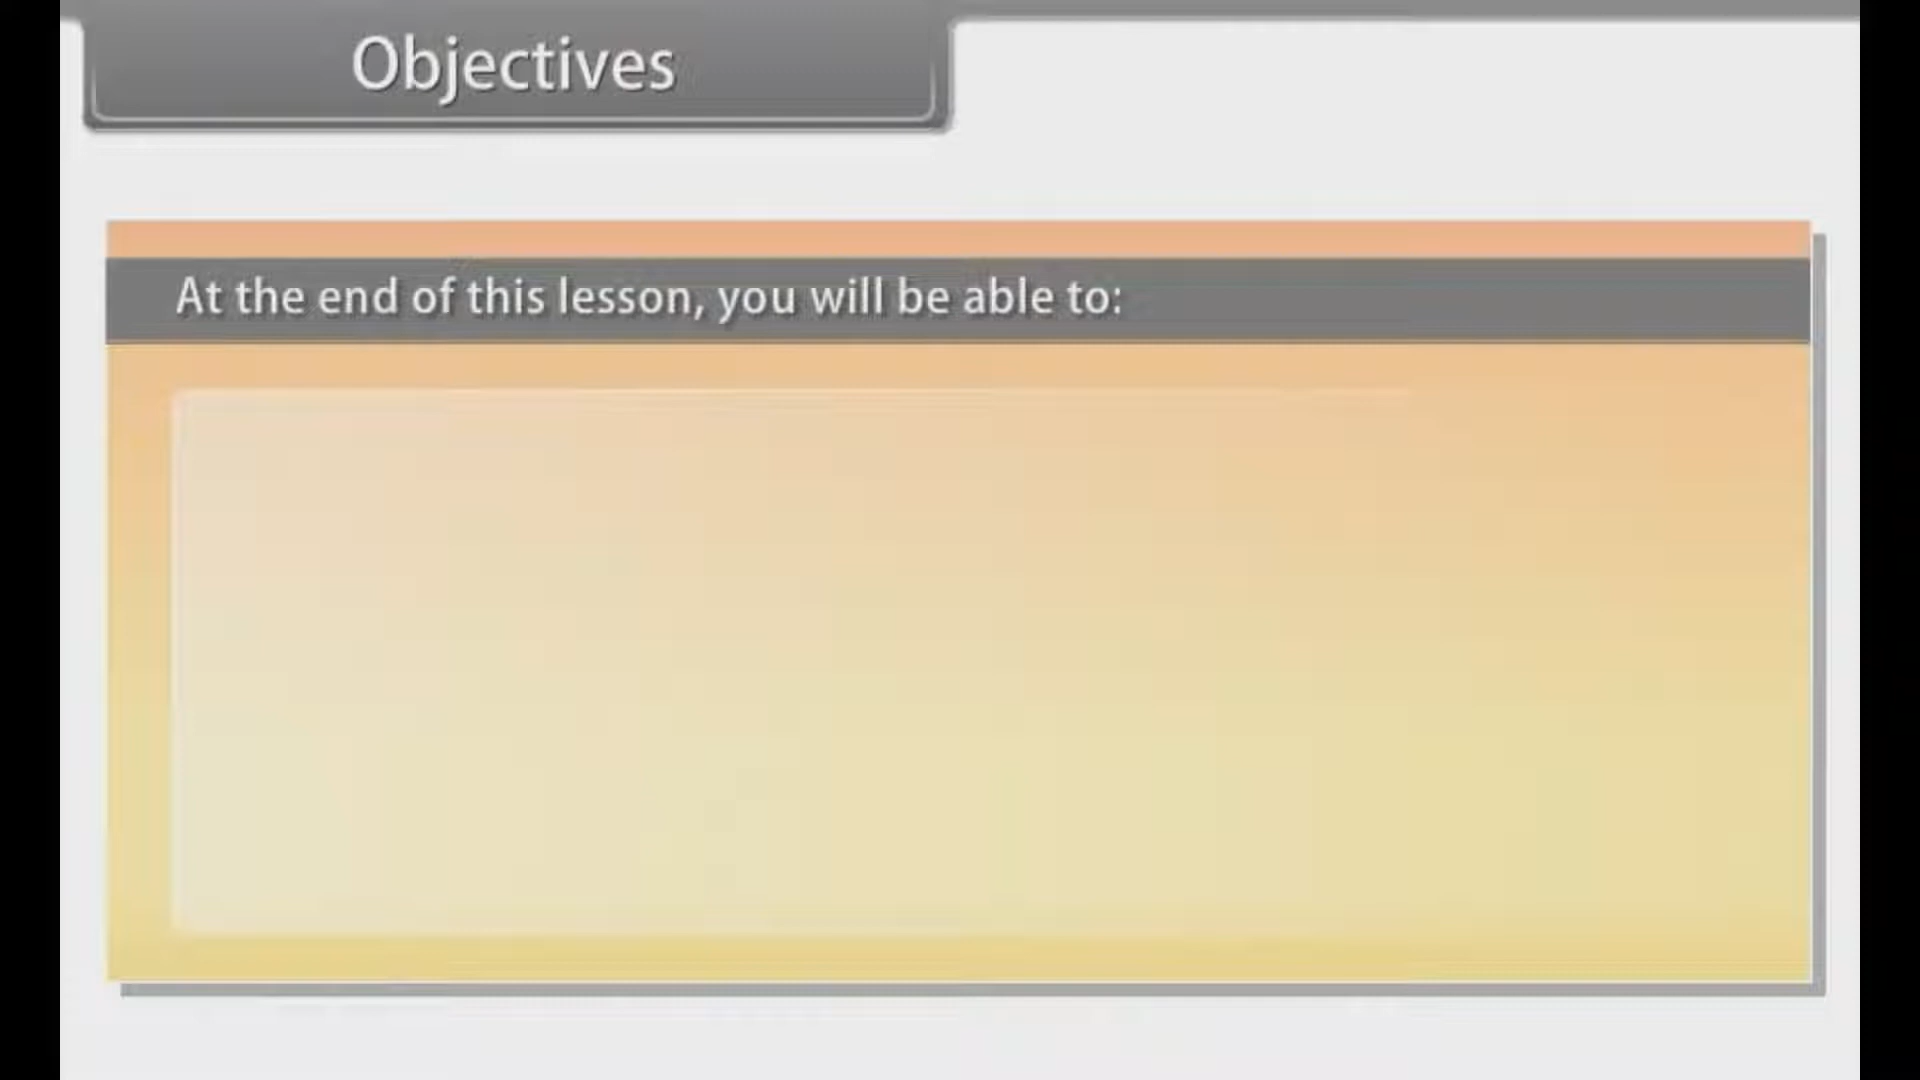 Objectives
At the end of this lesson, you will be able to: